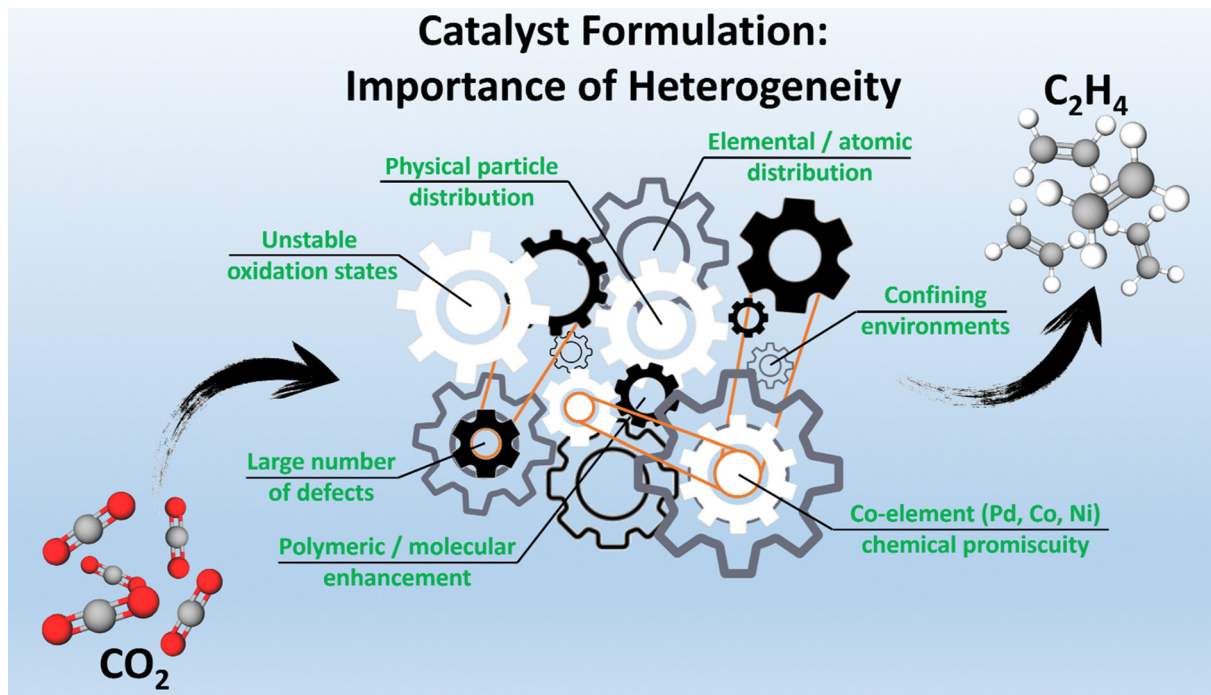 Catalyst Formulation:
Importance of Heterogeneity
C₂H₄
Elemental / atomic
distribution
Physical particle
distribution
Unstable
oxidation states
Confining
environments
Large number
of defects
Co-element (Pd, Co, Ni)
chemical promiscuity
Polymeric / molecular
enhancement
CO₂